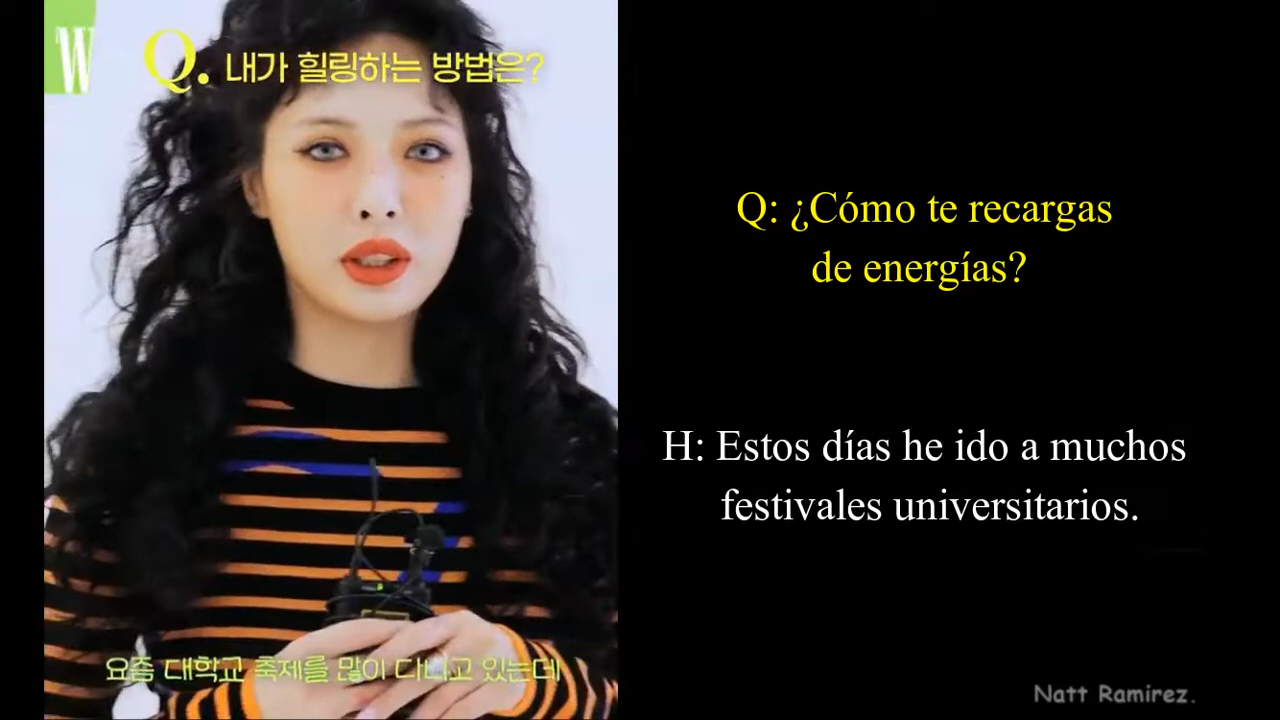 W
Q. 내가 힐링하는 방법은?
요즘 대학교 축제를 많이 다니고 있는데
Q: ¿Cómo te recargas
de energías?
H: Estos días he ido a muchos
festivales universitarios.
Natt Ramirez.